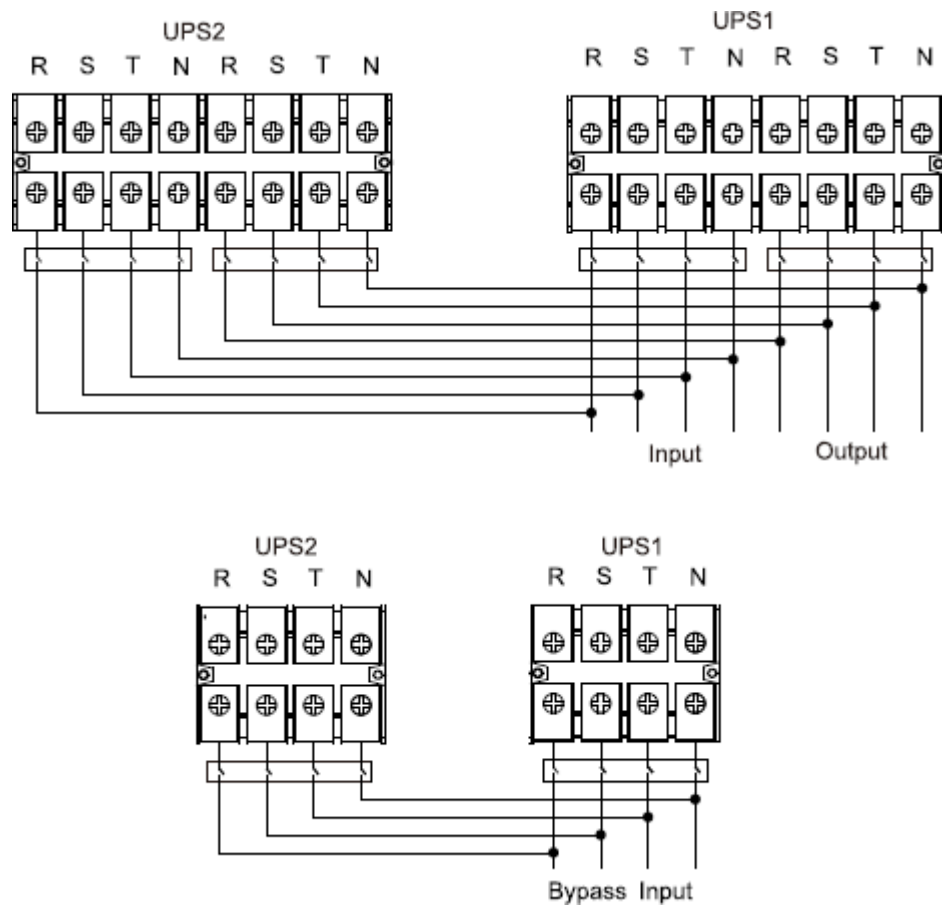 UPS2 UPS1
R S T N R S T N R S T N R S T N
Input Output
UPS2 UPS1
R S T N R S T N
Bypass Input